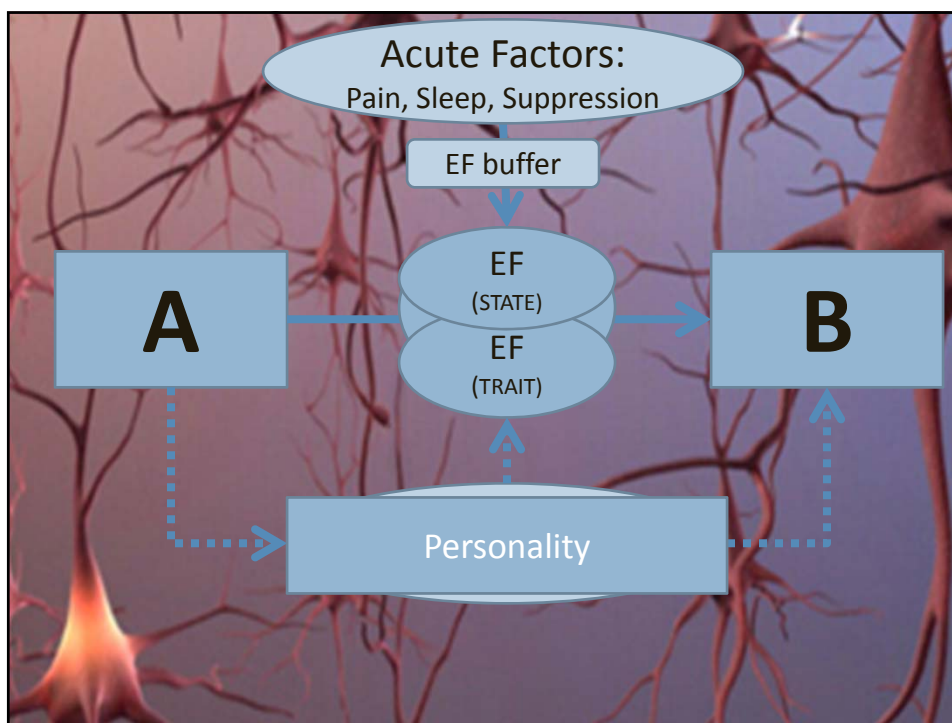 Acute Factors:
Pain, Sleep, Suppression
EF buffer
A
EF
(STATE)
EF
(TRAIT)
B
Personality